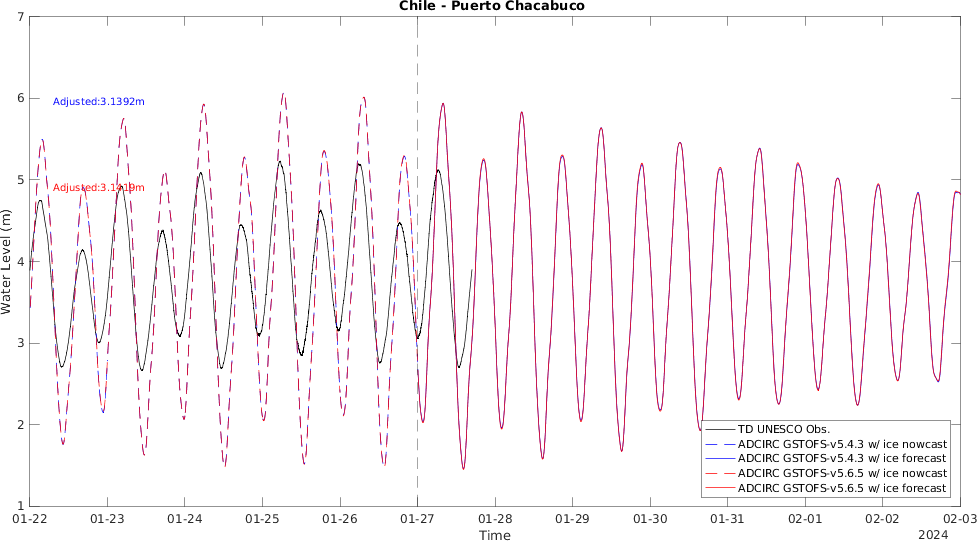 Chile - Puerto Chacabuco
7
6
5
4
3
2
1
Water Level (m)
Adjusted:3.1392m
Adjusted:3.1419m
TD UNESCO Obs.
ADCIRC GSTOFS-v5.4.3 w/ ice nowcast
ADCIRC GSTOFS-v5.4.3 w/ ice forecast
ADCIRC GSTOFS-v5.6.5 w/ ice nowcast
ADCIRC GSTOFS-v5.6.5 w/ ice forecast
01-22 01-23 01-24 01-25 01-26 01-27 01-28 01-29 01-30 01-31 02-01 02-02 02-03
Time
2024